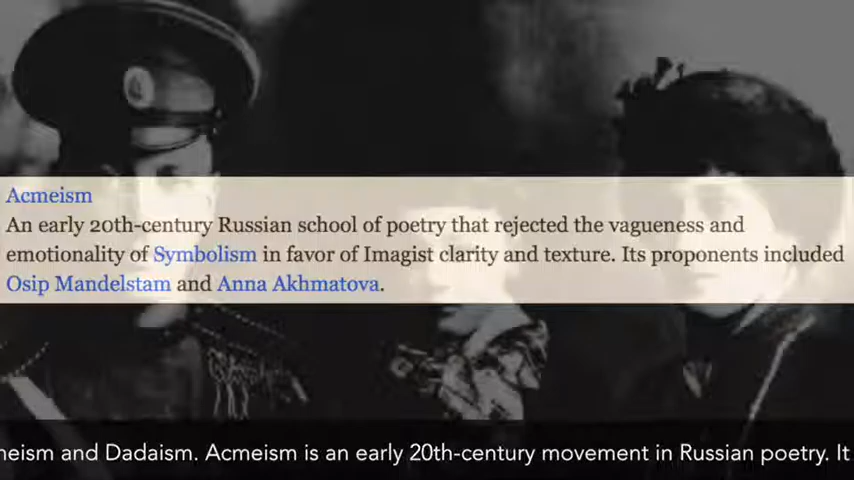 Acmeism
An early 20th-century Russian school of poetry that rejected the vagueness and
emotionality of Symbolism in favor of Imagist clarity and texture. Its proponents included
Osip Mandelstam and Anna Akhmatova.
neism and Dadaism. Acmeism is an early 20th-century movement in Russian poetry. It